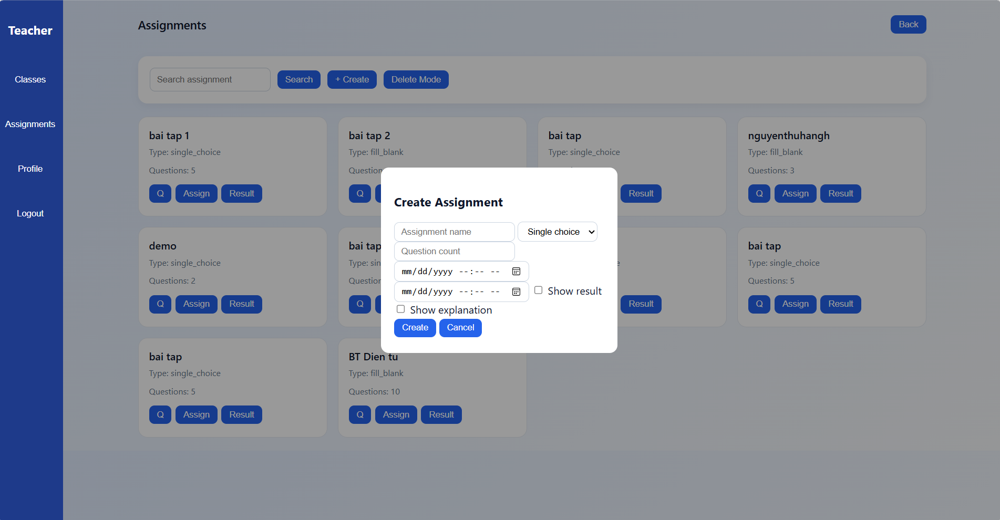 Teacher
Classes
Assignments
Profile
Logout
Assignments
Back
Search assignment
Search
+ Create
Delete Mode
bai tap 1
Type: single_choice
Questions: 5
Q Assign Result
bai tap 2
Type: fill_blank
Q
bai tap
Type: single_choice
Result
nguyenthuhangh
Type: fill_blank
Questions: 3
Q Assign Result
demo
Type: single_choice
Questions: 2
Q Assign Result
bai tap
Q
Result
bai tap
Type: single_choice
Questions: 5
Q Assign Result
bai tap
Type: single_choice
Questions: 5
Q Assign Result
BT Dien tu
Type: fill_blank
Questions: 10
Q Assign Result
Create Assignment
Assignment name
Single choice
Question count
mm/dd/yyyy --:-- --
mm/dd/yyyy --:-- --
Show result
Show explanation
Create Cancel